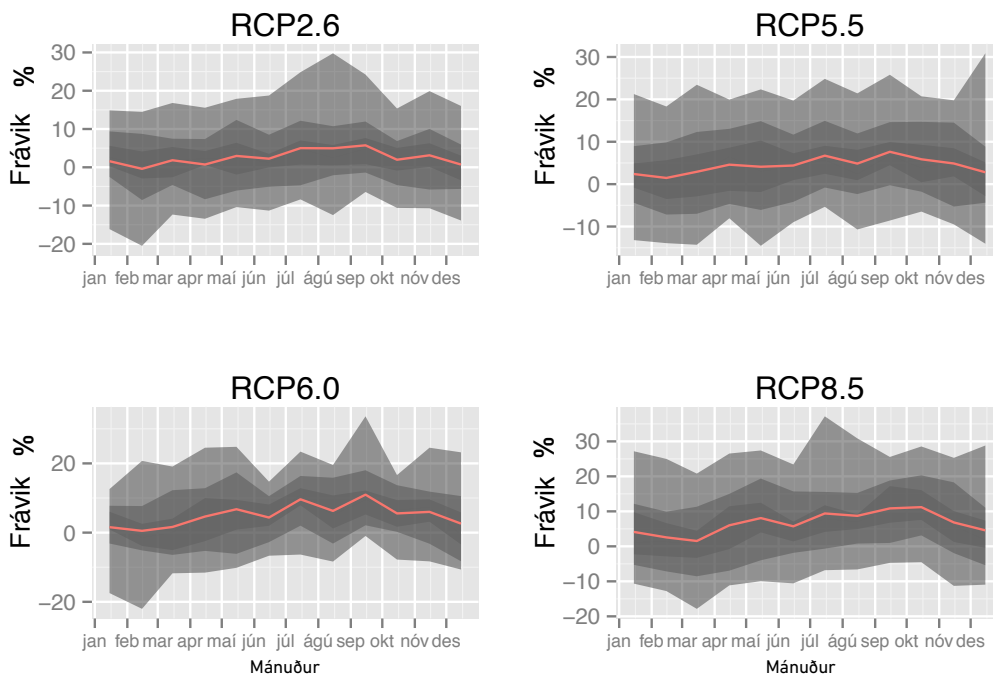 RCP2.6
Frávik %
30
20
10
0
−10
−20
jan feb mar apr maí jún júl ágú sep okt nóv des
RCP5.5
Frávik %
30
20
10
0
−10
jan feb mar apr maí jún júl ágú sep okt nóv des
RCP6.0
Frávik %
20
0
−20
jan feb mar apr maí jún júl ágú sep okt nóv des
Mánuður
RCP8.5
Frávik %
30
20
10
0
−10
−20
jan feb mar apr maí jún júl ágú sep okt nóv des
Mánuður